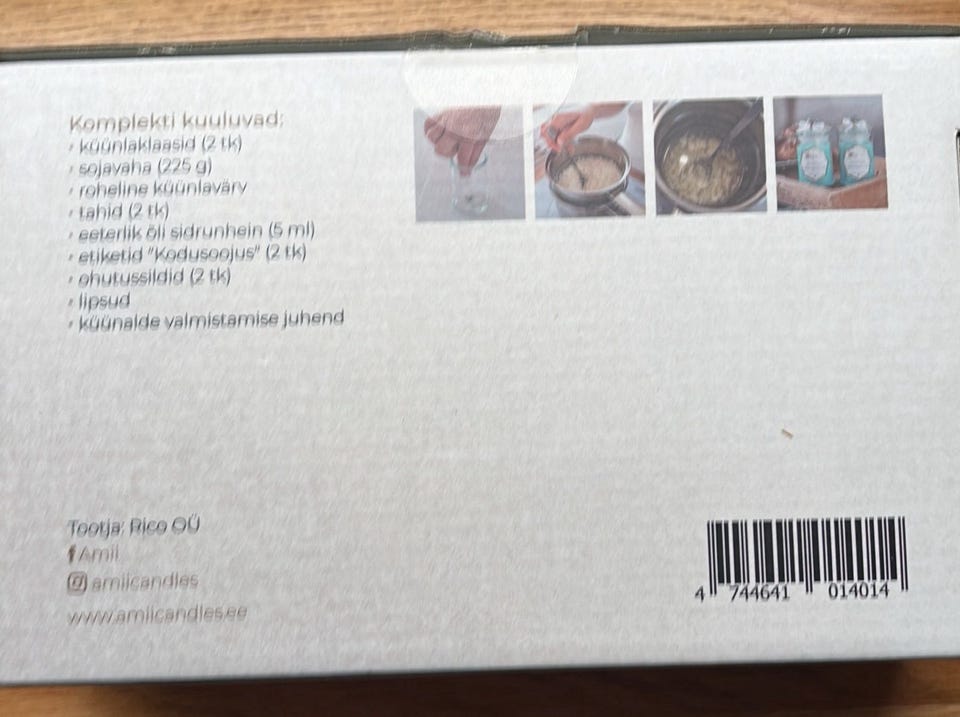 Komplekti kuuluvad:
• küünlaklaasid (2 tk)
• sojavaha (225 g)
• roheline küünlavärv
• tahid (2 tk)
• eeterlik õli sidrunhein (5 ml)
• etiketid "Kodusoojus" (2 tk)
• ohutussildid (2 tk)
• lipsud
• küünalde valmistamise juhend
Tootja: Rico OÜ
f Amii
amiicandles
www.amiicandles.ee
4 744641 014014